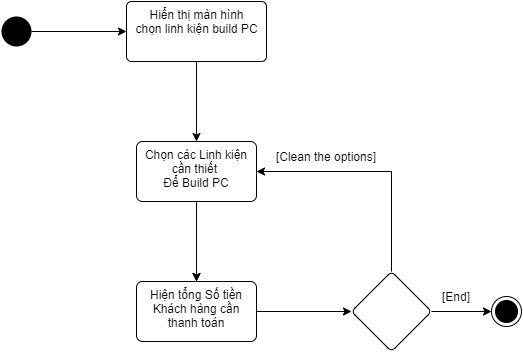 Hiển thị màn hình
chọn linh kiện build PC
Chọn các Linh kiện
cần thiết
Để Build PC
[Clean the options]
Hiện tổng Số tiền
Khách hàng cần
thanh toán
[End]